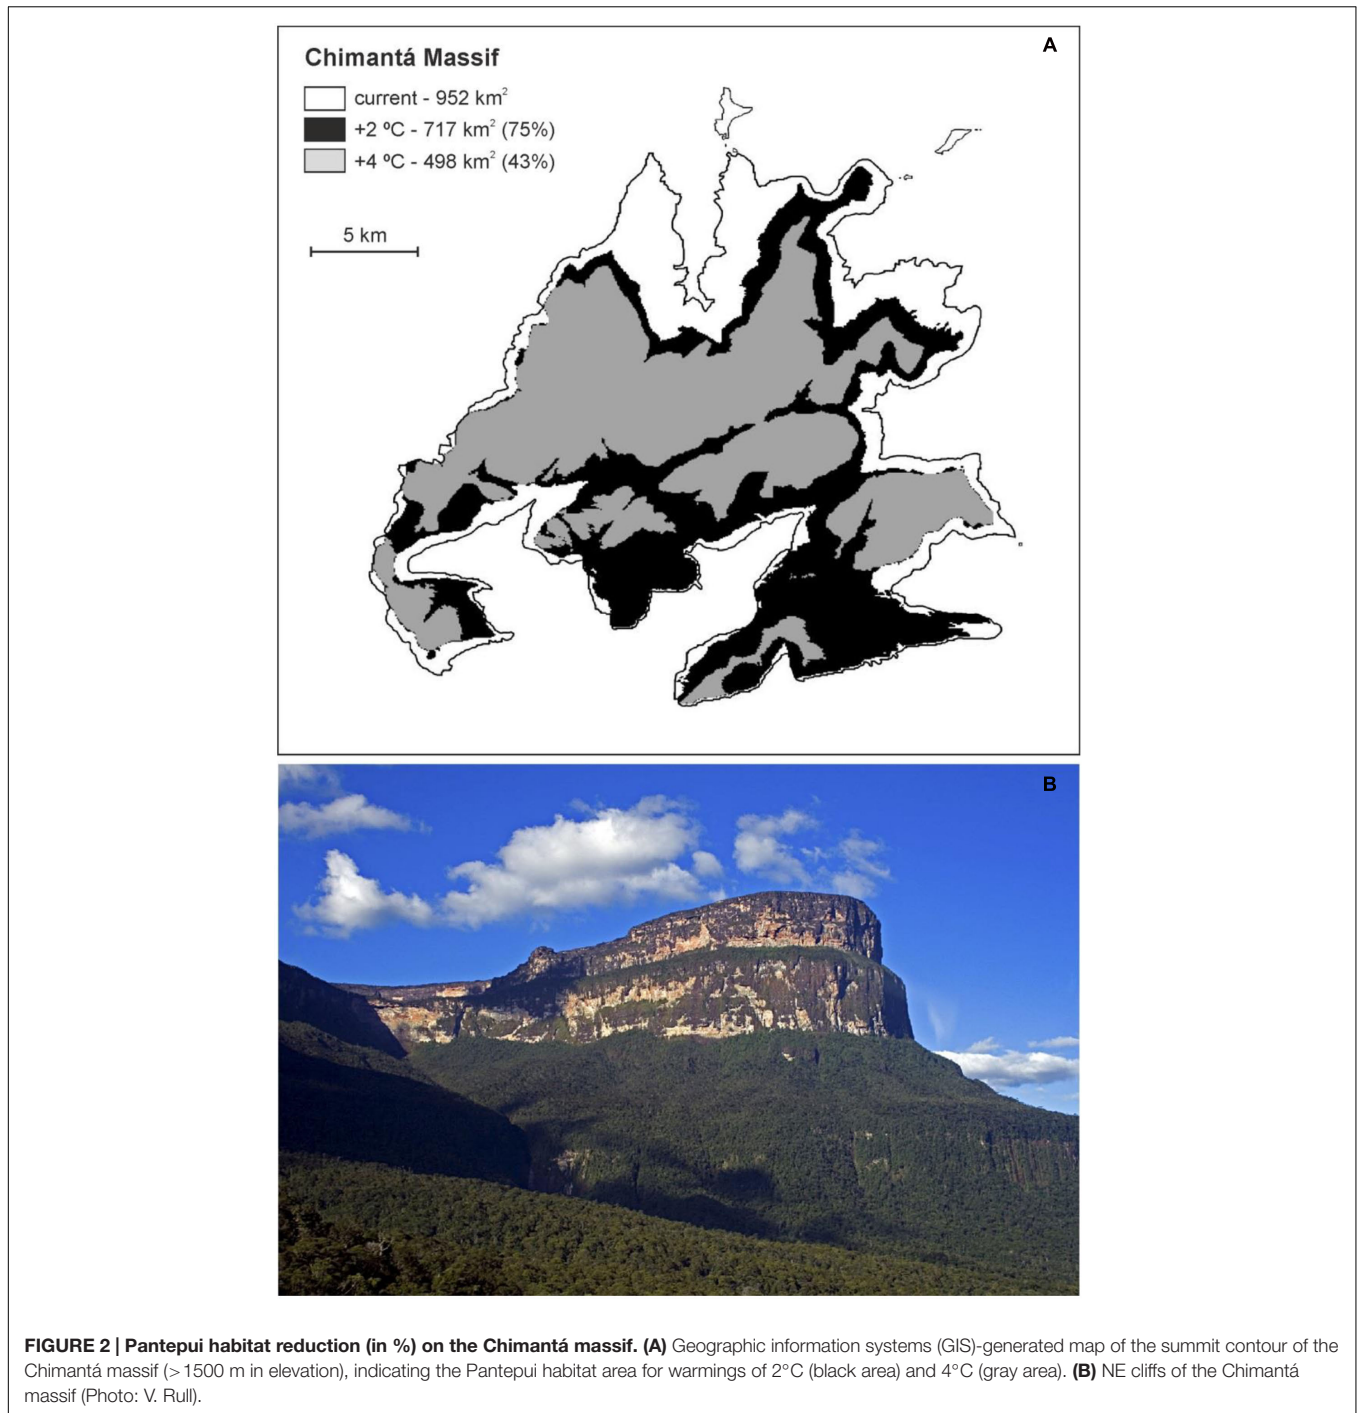 A
Chimantá Massif
current - 952 km²
+2 ºC - 717 km² (75%)
+4 ºC - 498 km² (43%)
5 km
B
FIGURE 2 | Pantepui habitat reduction (in %) on the Chimantá massif. (A) Geographic information systems (GIS)-generated map of the summit contour of the
Chimantá massif (>1500 m in elevation), indicating the Pantepui habitat area for warmings of 2°C (black area) and 4°C (gray area). (B) NE cliffs of the Chimantá
massif (Photo: V. Rull).